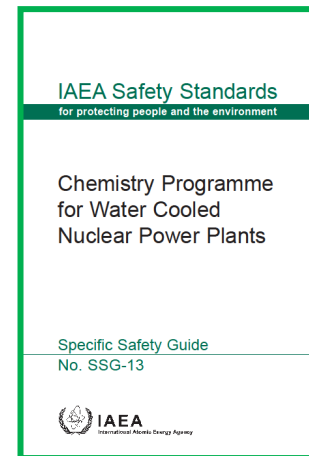 IAEA Safety Standards
for protecting people and the environment
Chemistry Programme
for Water Cooled
Nuclear Power Plants
Specific Safety Guide
No. SSG-13
IAEA
International Atomic Energy Agency